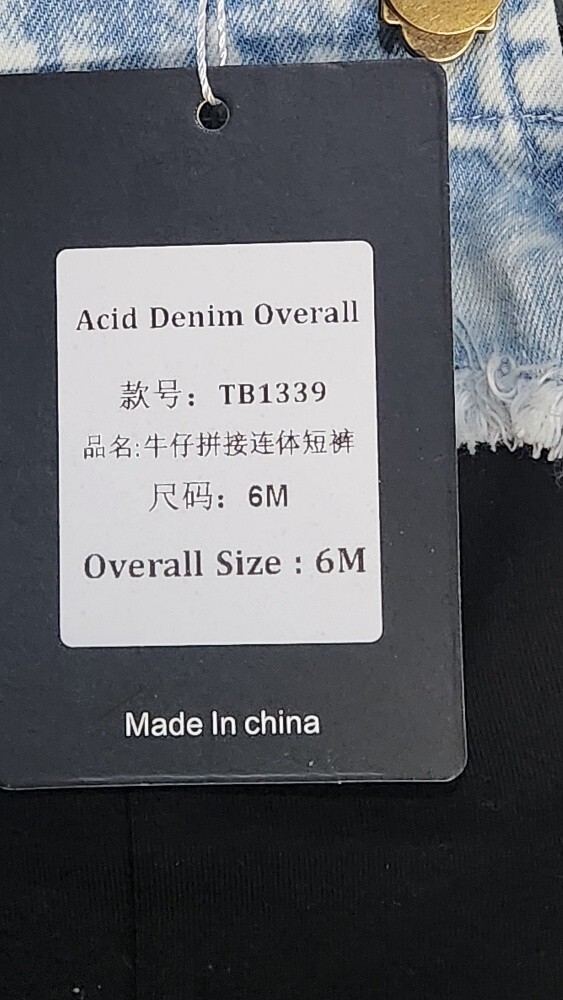 Acid Denim Overall
款号：TB1339
品名:牛仔拼接连体短裤
尺码：6M
Overall Size : 6M
Made In china